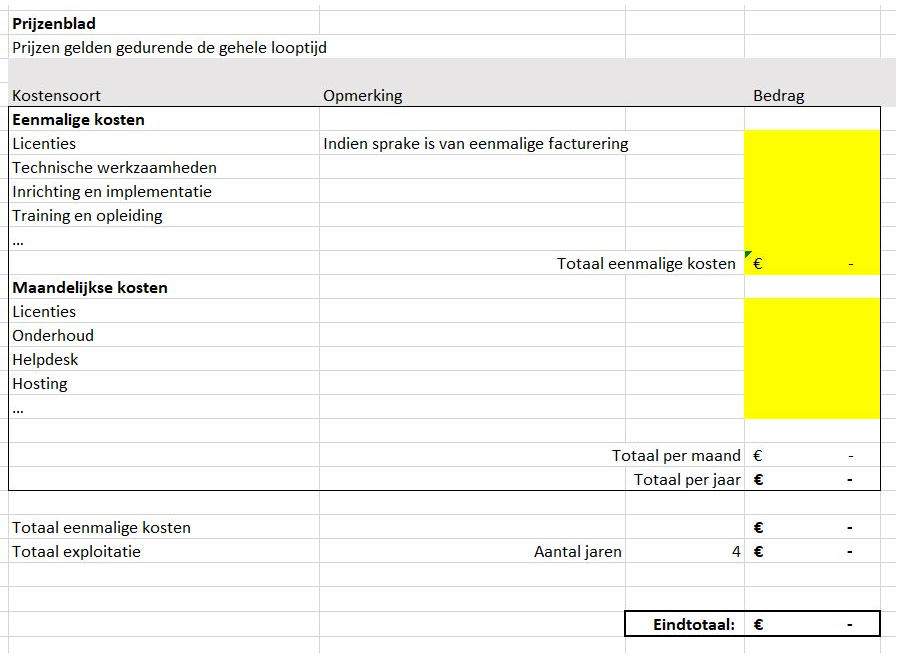 Prijzenblad
Prijzen gelden gedurende de gehele looptijd
Kostensoort Opmerking Bedrag
Eenmalige kosten
Licenties Indien sprake is van eenmalige facturering
Technische werkzaamheden
Inrichting en implementatie
Training en opleiding
...
Totaal eenmalige kosten € -
Maandelijkse kosten
Licenties
Onderhoud
Helpdesk
Hosting
...
Totaal per maand € -
Totaal per jaar € -
Totaal eenmalige kosten € -
Totaal exploitatie Aantal jaren 4 € -
Eindtotaal: € -